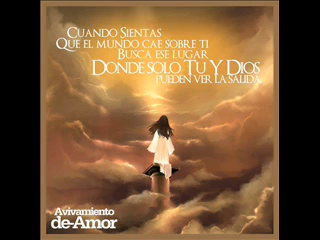 Cuando Sientas
Que el mundo cae sobre ti
Busca ese lugar
Donde solo Tu Y Dios
pueden ver la salida
Avivamiento
de-Amor